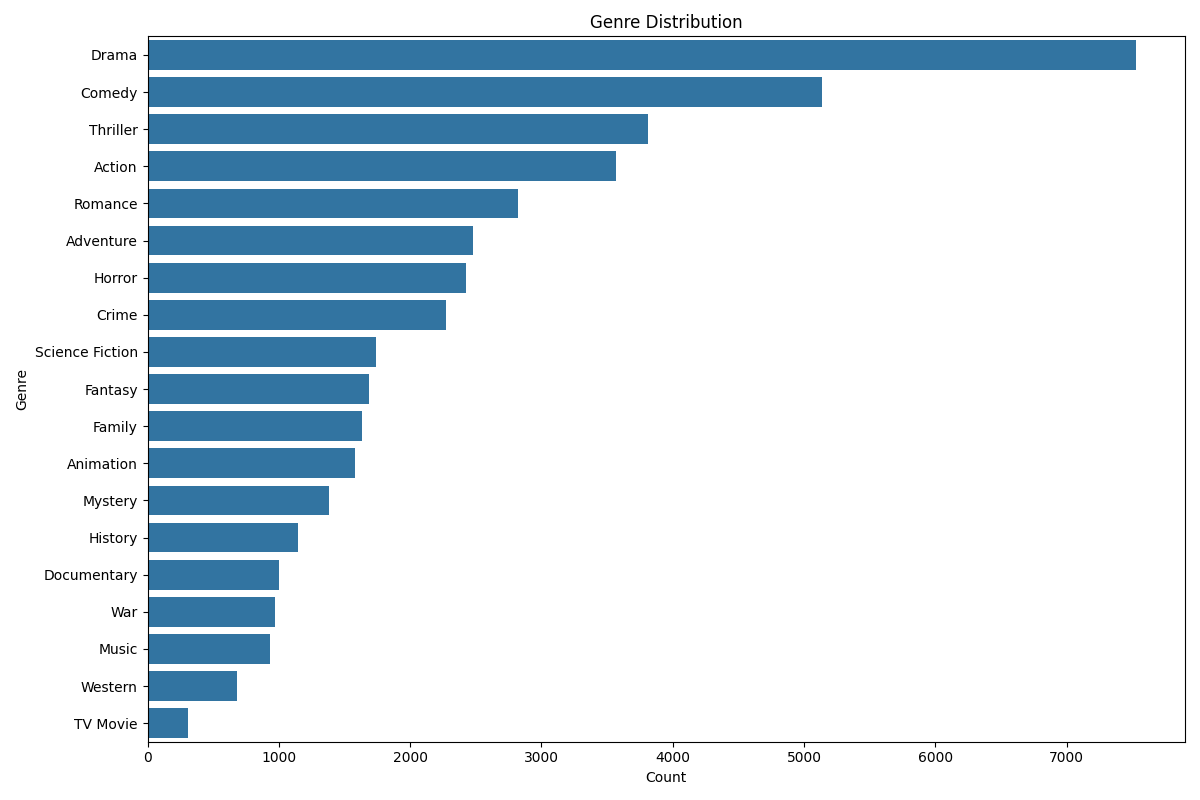 Genre Distribution
Drama
Comedy
Thriller
Action
Romance
Adventure
Horror
Crime
Science Fiction
Fantasy
Family
Animation
Mystery
History
Documentary
War
Music
Western
TV Movie
Genre
0 1000 2000 3000 4000 5000 6000 7000
Count